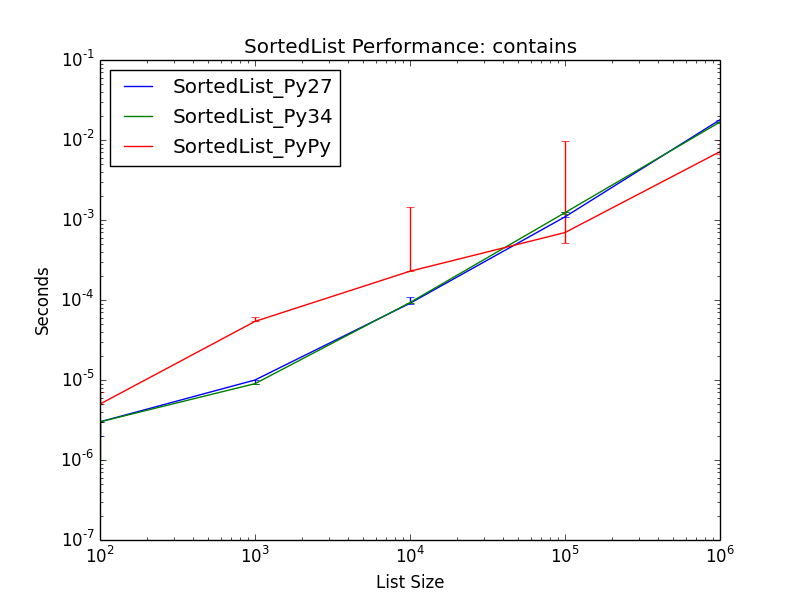 SortedList Performance: contains
SortedList_Py27
SortedList_Py34
SortedList_PyPy
Seconds
10^-1
10^-2
10^-3
10^-4
10^-5
10^-6
10^-7
10^2 10^3 10^4 10^5 10^6
List Size